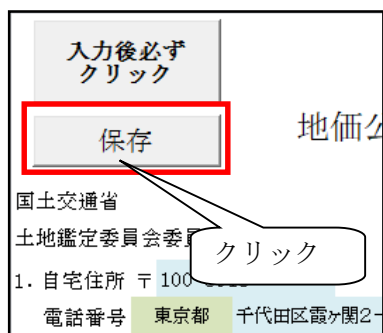 入力後必ず
クリック
保存
地価公
国土交通省
土地鑑定委員会委員
クリック
1. 自宅住所 〒 100
電話番号 東京都 千代田区霞ヶ関2-